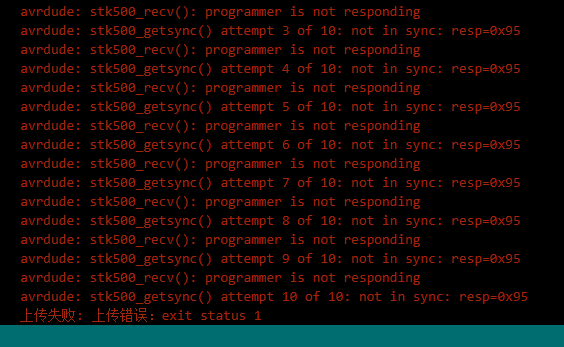 avrdude: stk500_recv(): programmer is not responding
avrdude: stk500_getsync() attempt 3 of 10: not in sync: resp=0x95
avrdude: stk500_recv(): programmer is not responding
avrdude: stk500_getsync() attempt 4 of 10: not in sync: resp=0x95
avrdude: stk500_recv(): programmer is not responding
avrdude: stk500_getsync() attempt 5 of 10: not in sync: resp=0x95
avrdude: stk500_recv(): programmer is not responding
avrdude: stk500_getsync() attempt 6 of 10: not in sync: resp=0x95
avrdude: stk500_recv(): programmer is not responding
avrdude: stk500_getsync() attempt 7 of 10: not in sync: resp=0x95
avrdude: stk500_recv(): programmer is not responding
avrdude: stk500_getsync() attempt 8 of 10: not in sync: resp=0x95
avrdude: stk500_recv(): programmer is not responding
avrdude: stk500_getsync() attempt 9 of 10: not in sync: resp=0x95
avrdude: stk500_recv(): programmer is not responding
avrdude: stk500_getsync() attempt 10 of 10: not in sync: resp=0x95
上传失败: 上传错误: exit status 1